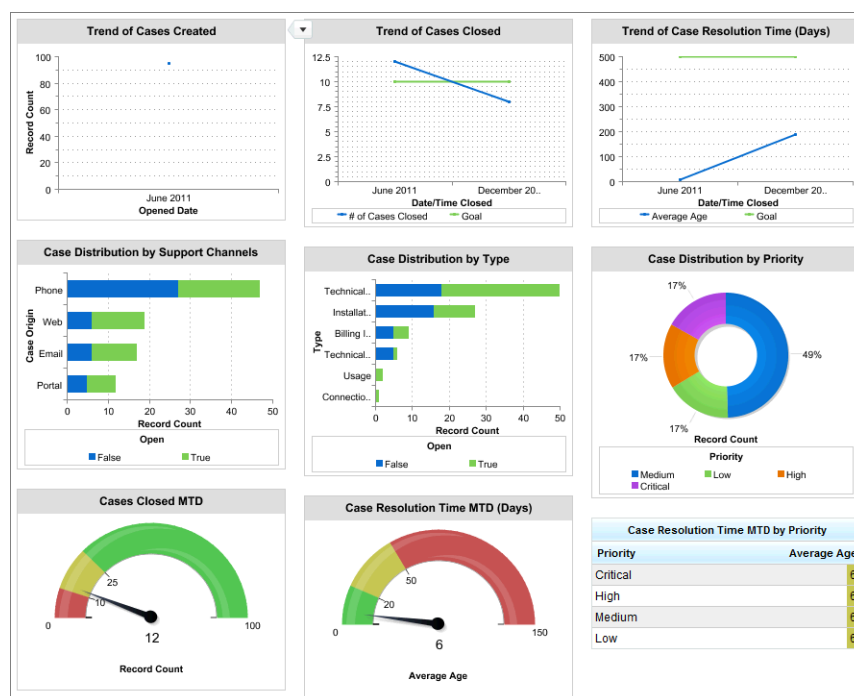 Trend of Cases Created
100
80
60
40
20
0
Record Count
June 2011
Opened Date
Trend of Cases Closed
12.5
10
7.5
5
2.5
0
June 2011 December 20..
Date/Time Closed
# of Cases Closed Goal
Trend of Case Resolution Time (Days)
500
400
300
200
100
0
June 2011 December 20..
Date/Time Closed
Average Age Goal
Case Distribution by Support Channels
Case Origin
Phone
Web
Email
Portal
0 10 20 30 40 50
Record Count
Open
False True
Case Distribution by Type
Type
Technical..
Installat..
Billing I..
Technical..
Usage
Connectio..
0 10 20 30 40 50
Record Count
Open
False True
Case Distribution by Priority
17%
49%
17%
17%
Record Count
Priority
Medium Low High
Critical
Cases Closed MTD
25
10
0 100
12
Record Count
Case Resolution Time MTD (Days)
50
20
0 150
6
Average Age
Case Resolution Time MTD by Priority
Priority Average Age
Critical 6
High 6
Medium 6
Low 6